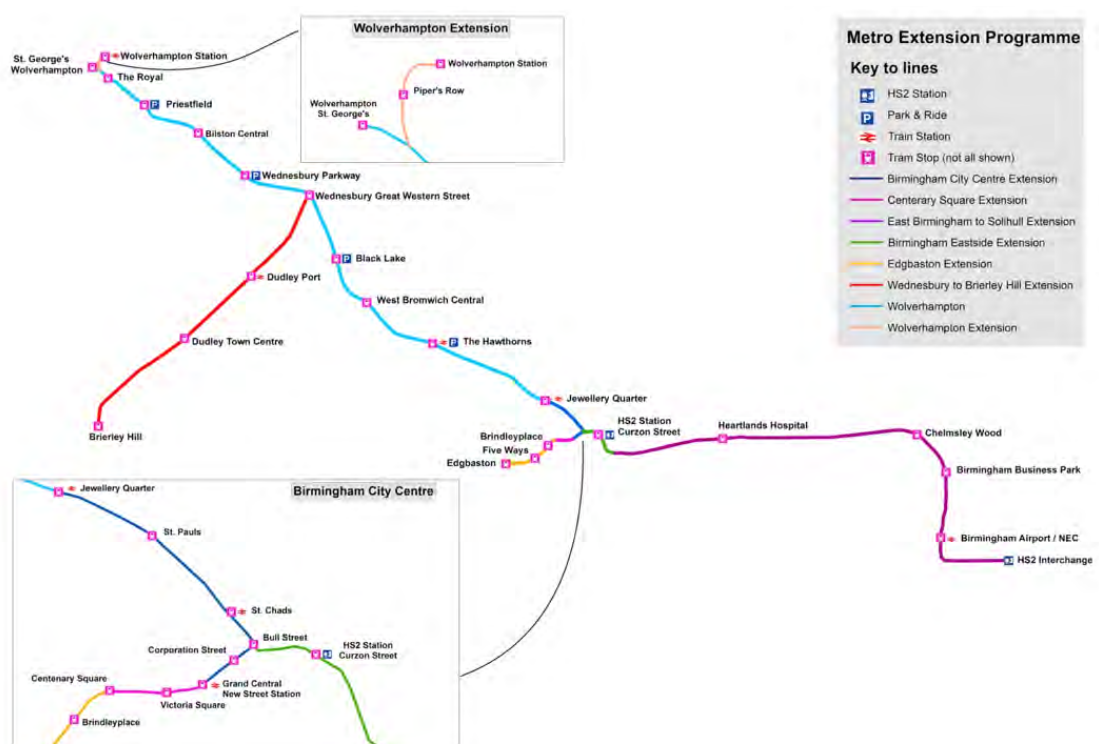 Wolverhampton Extension
Wolverhampton Station
Piper's Row
Wolverhampton
St. George's
Metro Extension Programme
Key to lines
HS2 Station
Park & Ride
Train Station
Tram Stop (not all shown)
Birmingham City Centre Extension
Centerary Square Extension
East Birmingham to Solihull Extension
Birmingham Eastside Extension
Edgbaston Extension
Wednesbury to Brierley Hill Extension
Wolverhampton
Wolverhampton Extension
Wolverhampton Station
St. George's
Wolverhampton
The Royal
P Priestfield
Bilston Central
P Wednesbury Parkway
Wednesbury Great Western Street
P Black Lake
Dudley Port
West Bromwich Central
Dudley Town Centre
P The Hawthorns
Brierley Hill
Jewellery Quarter
HS2 Station
Curzon Street
Brindleyplace
Five Ways
Edgbaston
Heartlands Hospital
Chelmsley Wood
Birmingham Business Park
Birmingham Airport / NEC
HS2 Interchange
Birmingham City Centre
Jewellery Quarter
St. Pauls
St. Chads
Bull Street
HS2 Station
Curzon Street
Corporation Street
Grand Central
New Street Station
Centenary Square
Victoria Square
Brindleyplace